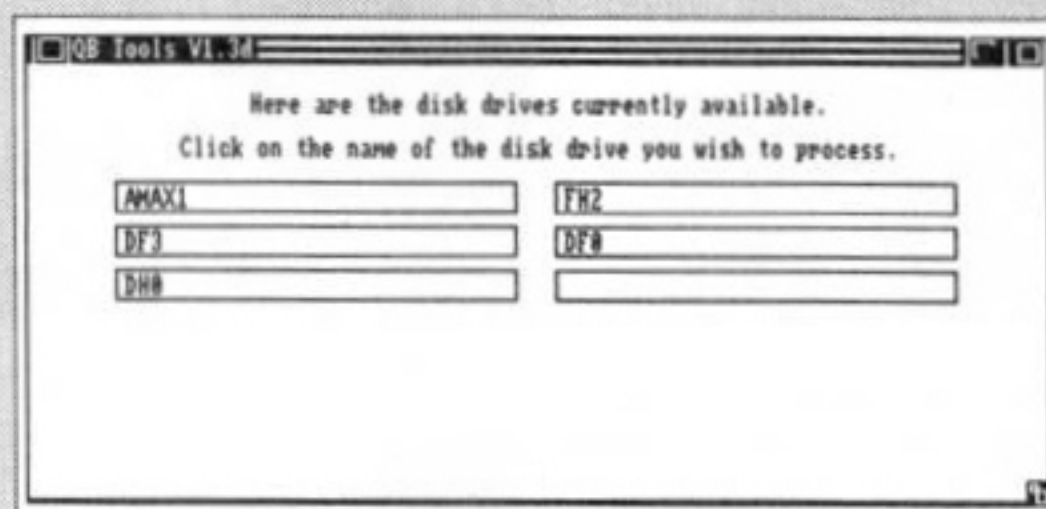 QB Tools V1.3d
Here are the disk drives currently available.
Click on the name of the disk drive you wish to process.
AMAX1
FH2
DF3
DF0
DH0